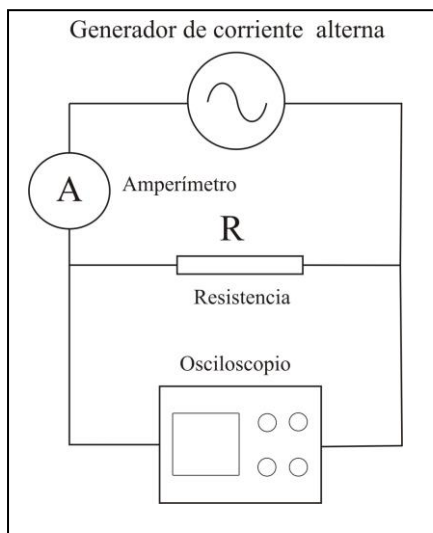 Generador de corriente alterna
A
Amperímetro
R
Resistencia
Osciloscopio